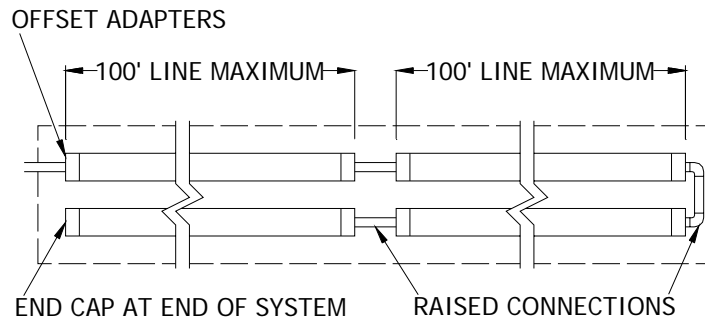 OFFSET ADAPTERS
100' LINE MAXIMUM
100' LINE MAXIMUM
END CAP AT END OF SYSTEM
RAISED CONNECTIONS